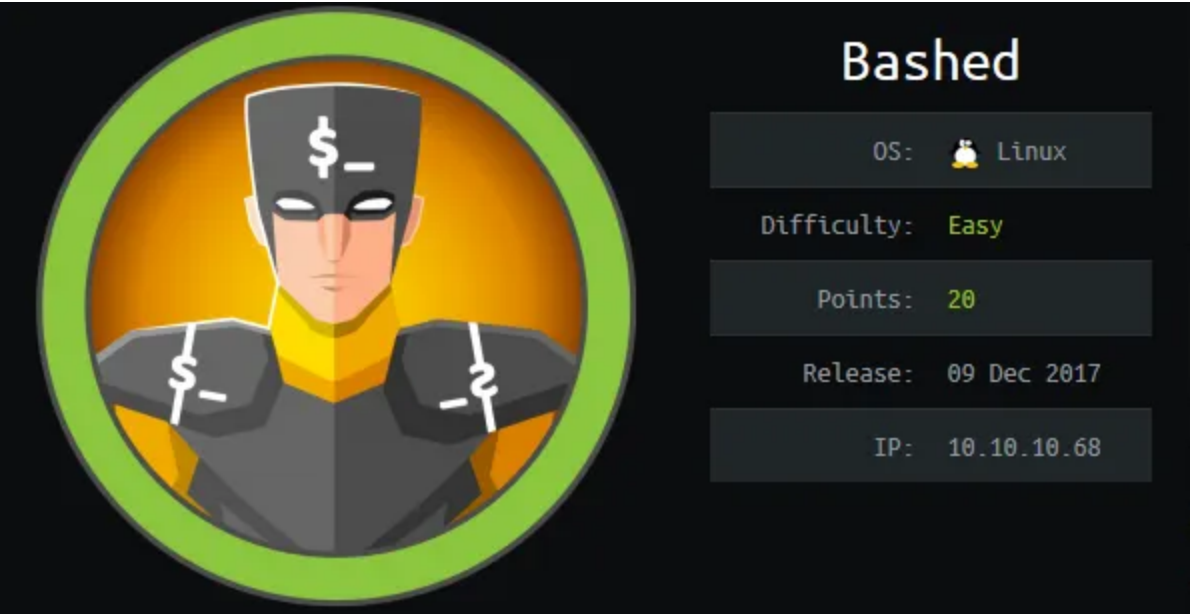 Bashed
$_
OS: Linux
Difficulty: Easy
Points: 20
$_
$_
Release: 09 Dec 2017
IP: 10.10.10.68